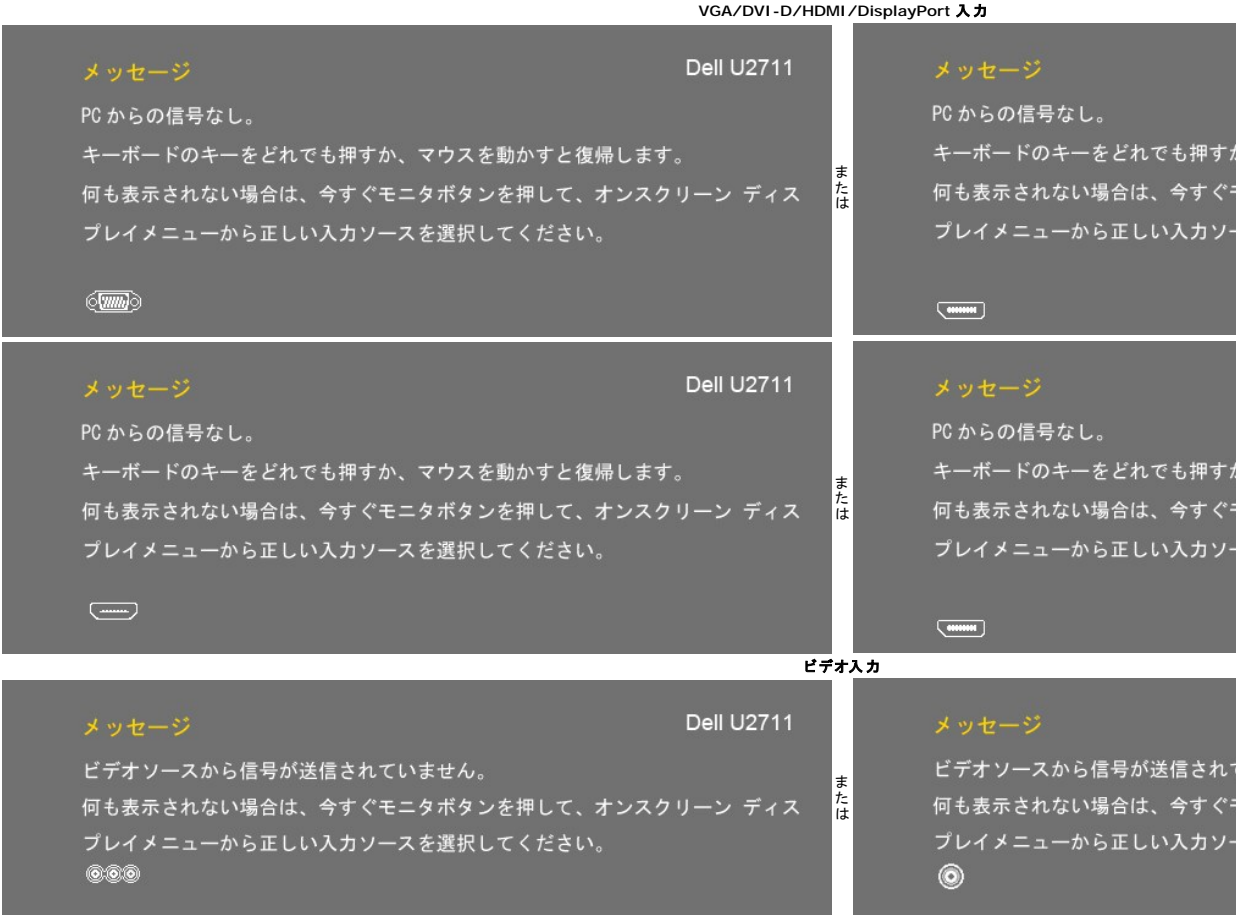 VGA/DVI-D/HDMI/DisplayPort 入力
メッセージ
Dell U2711
PC からの信号なし。
キーボードのキーをどれでも押すか、マウスを動かすと復帰します。
何も表示されない場合は、今すぐモニタボタンを押して、オンスクリーン ディス
プレイメニューから正しい入力ソースを選択してください。
または
メッセージ
PC からの信号なし。
キーボードのキーをどれでも押す
何も表示されない場合は、今すぐ
プレイメニューから正しい入力ソー
メッセージ
Dell U2711
PC からの信号なし。
キーボードのキーをどれでも押すか、マウスを動かすと復帰します。
何も表示されない場合は、今すぐモニタボタンを押して、オンスクリーン ディス
プレイメニューから正しい入力ソースを選択してください。
または
メッセージ
PC からの信号なし。
キーボードのキーをどれでも押す
何も表示されない場合は、今すぐ
プレイメニューから正しい入力ソー
ビデオ入力
メッセージ
Dell U2711
ビデオソースから信号が送信されていません。
何も表示されない場合は、今すぐモニタボタンを押して、オンスクリーン ディス
プレイメニューから正しい入力ソースを選択してください。
または
メッセージ
ビデオソースから信号が送信され
何も表示されない場合は、今すぐ
プレイメニューから正しい入力ソー